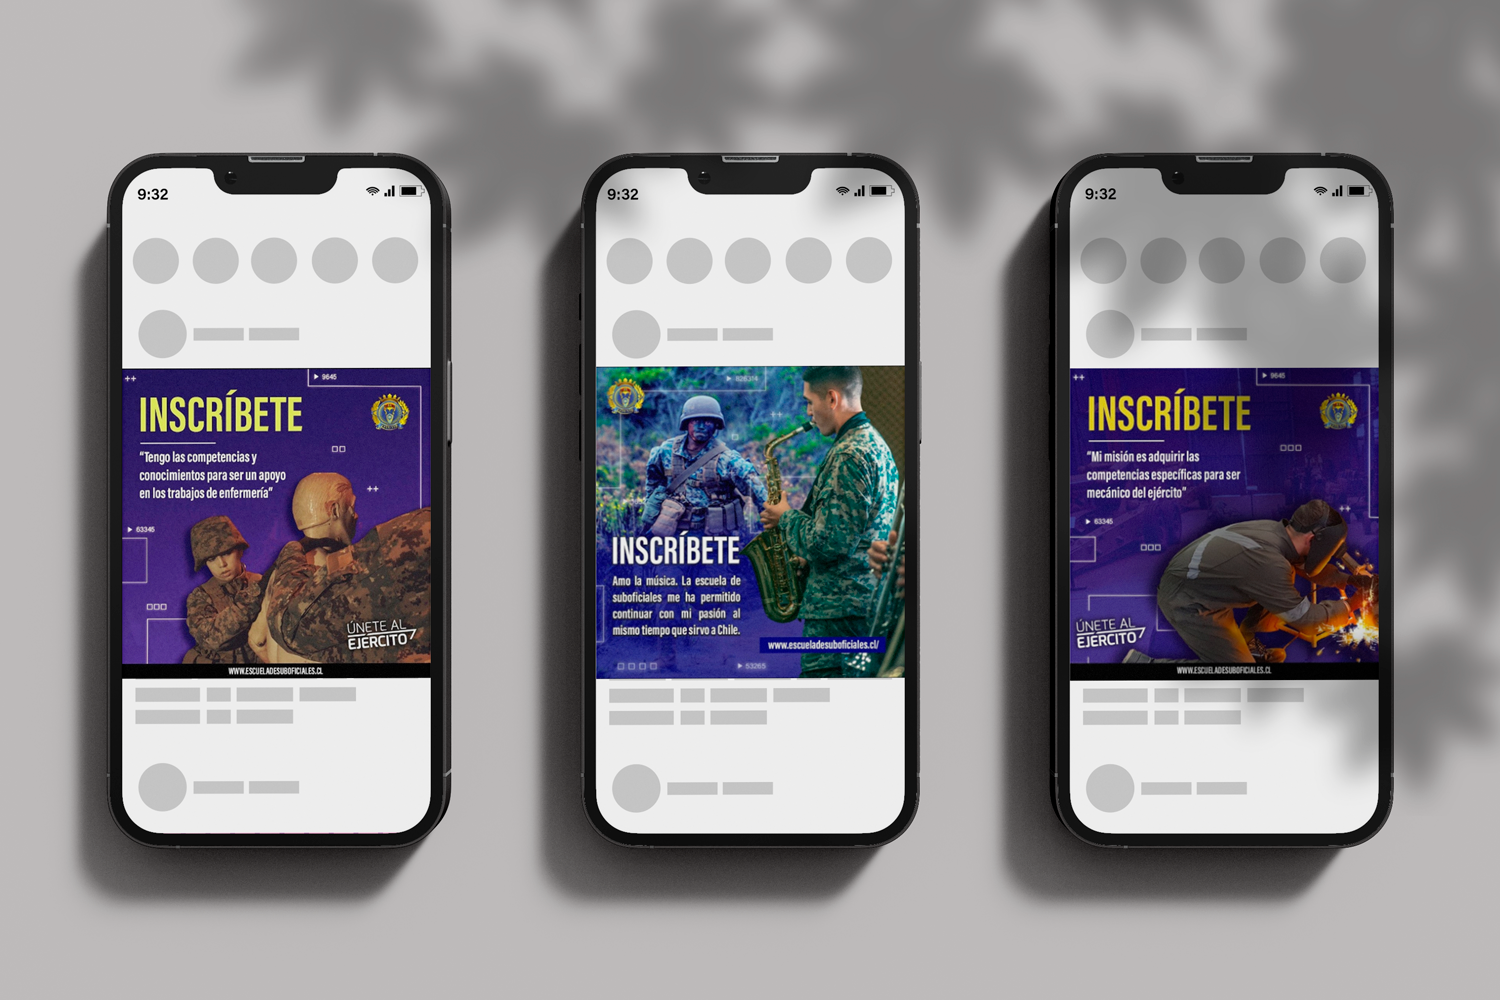 9:32
++
9645
INSCRÍBETE
"Tengo las competencias y
conocimientos para ser un apoyo
en los trabajos de enfermería"
++
63345
ÚNETE AL
EJÉRCITO
WWW.ESCUELADESUBOFICIALES.CL
9:32
826314
++
INSCRÍBETE
Amo la música. La escuela de
suboficiales me ha permitido
continuar con mi pasión al
mismo tiempo que sirvo a Chile.
www.escueladesuboficiales.cl/
53265
9:32
++
9645
INSCRÍBETE
"Mi misión es adquirir las
competencias específicas para ser
mecánico del ejército"
++
63345
ÚNETE AL
EJÉRCITO
WWW.ESCUELADESUBOFICIALES.CL